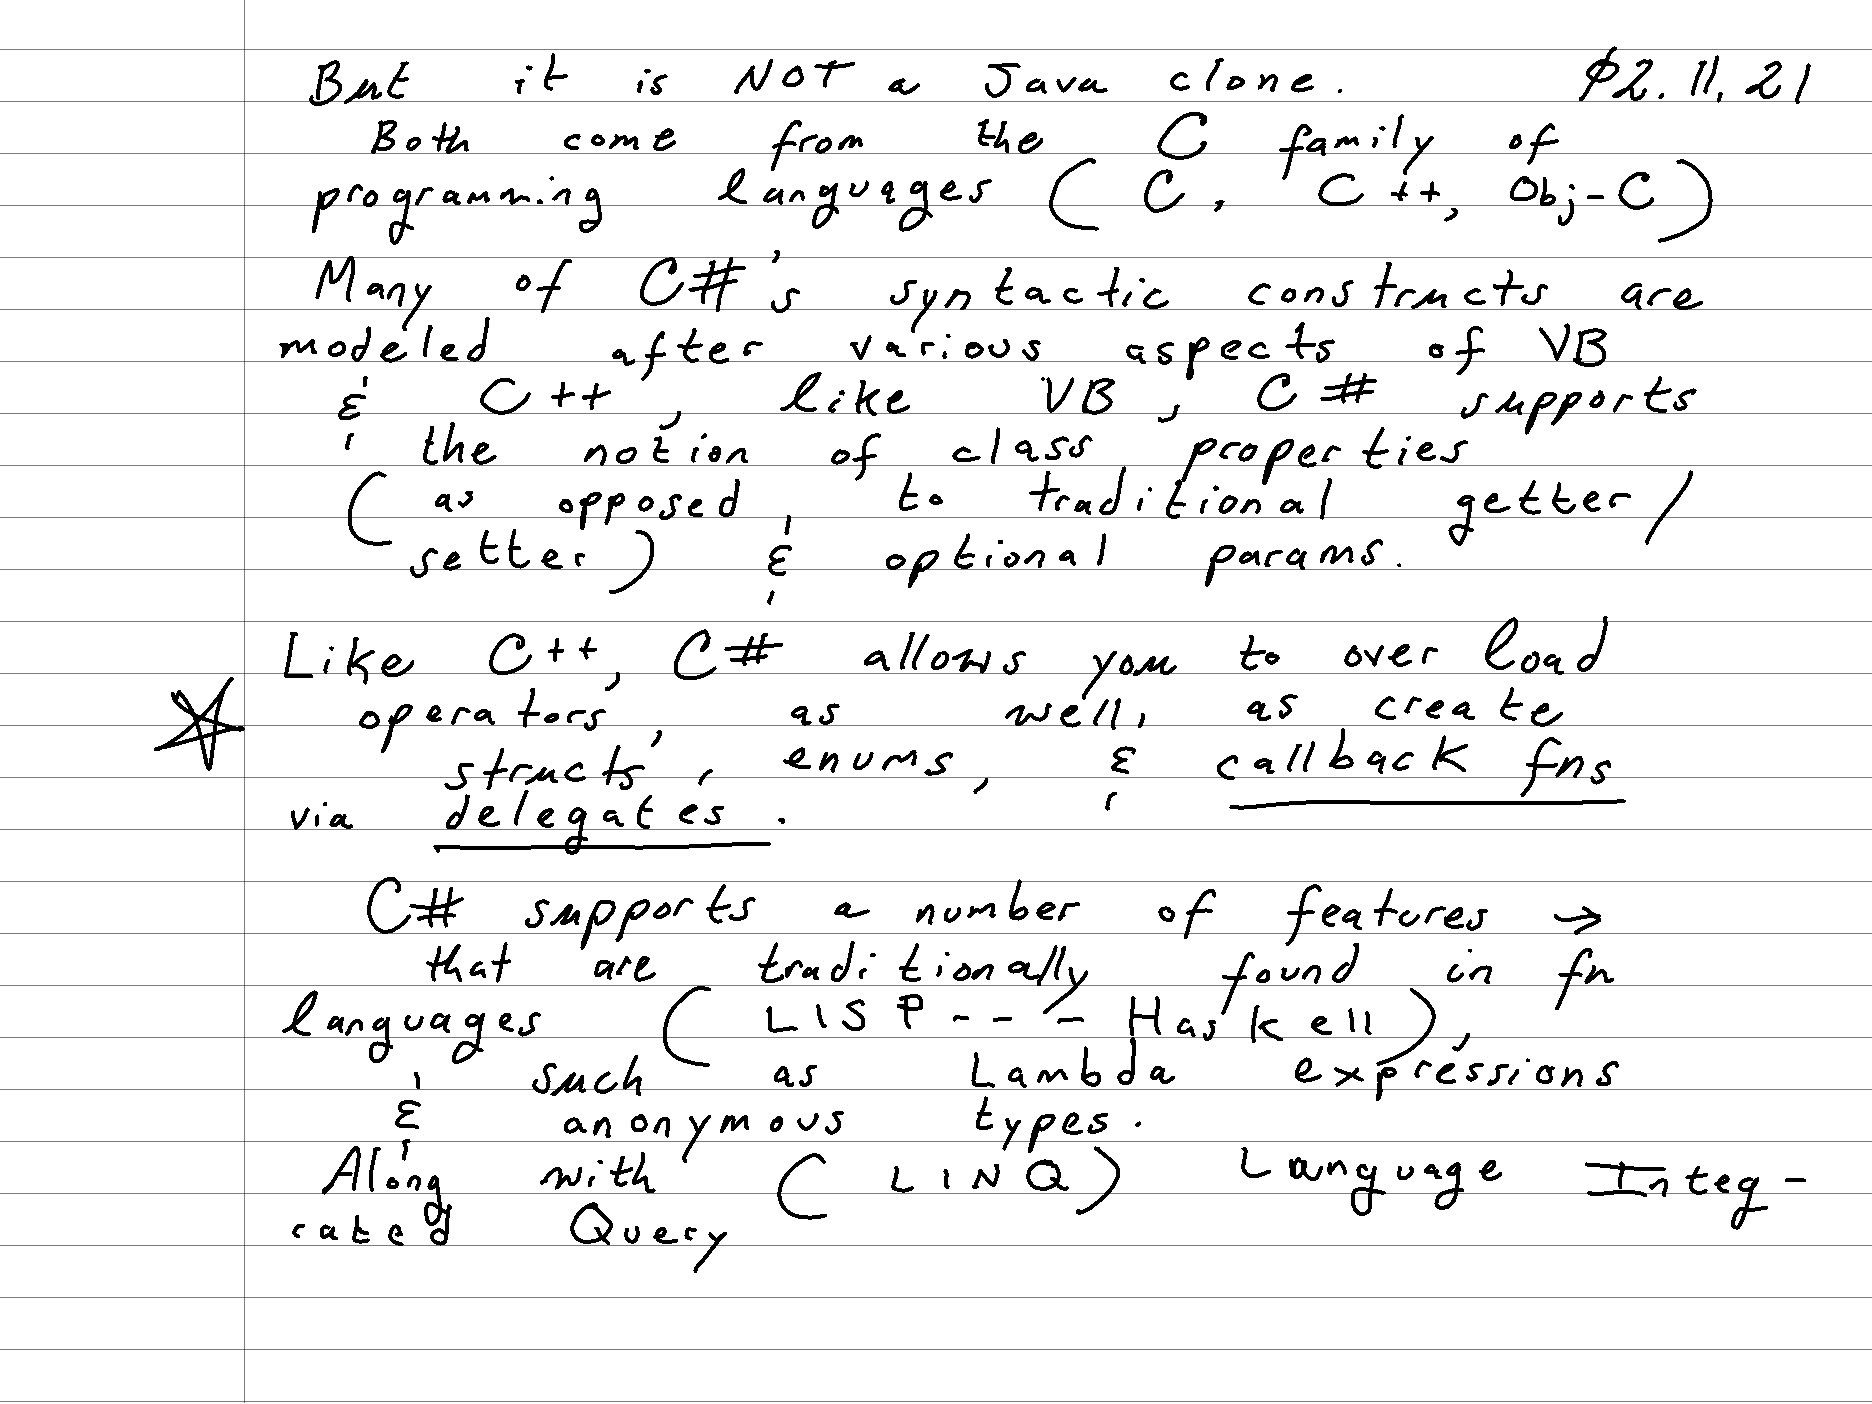 But it is NOT a Java clone. 02.11.21
Both come from the C family of
programming languages (C, C++, Obj-C)
Many of C#'s syntactic constructs are
modeled after various aspects of VB
& C++, like VB, C# supports
the notion of class properties
(as opposed to traditional getter/
setter) & optional params.
Like C++, C# allows you to over load
operators, as well, as create
structs, enums, & callback fns
via delegates.
C# supports a number of features →
that are traditionally found in fn
languages (LISP --- Haskell),
such as Lambda expressions
& anonymous types.
Along with (LINQ) Language Integ-
rated Query